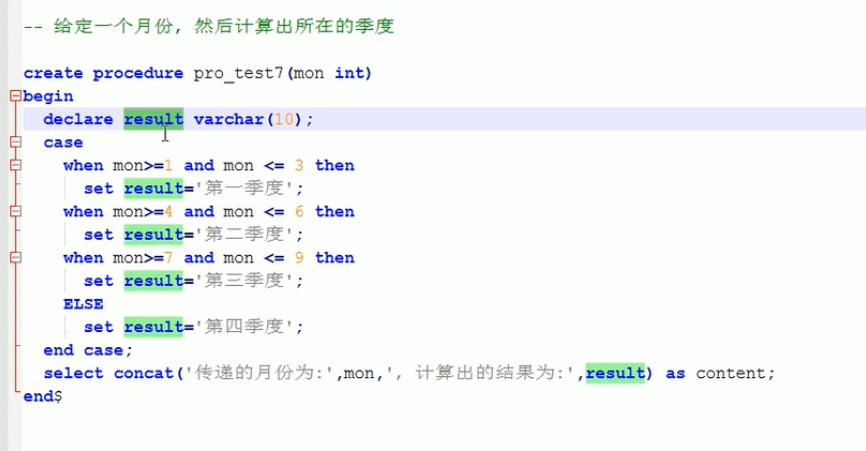 -- 给定一个月份, 然后计算出所在的季度
create procedure pro_test7(mon int)
begin
declare result varchar(10);
case
when mon>=1 and mon <= 3 then
set result='第一季度';
when mon>=4 and mon <= 6 then
set result='第二季度';
when mon>=7 and mon <= 9 then
set result='第三季度';
ELSE
set result='第四季度';
end case;
select concat('传递的月份为:',mon,', 计算出的结果为:',result) as content;
end$